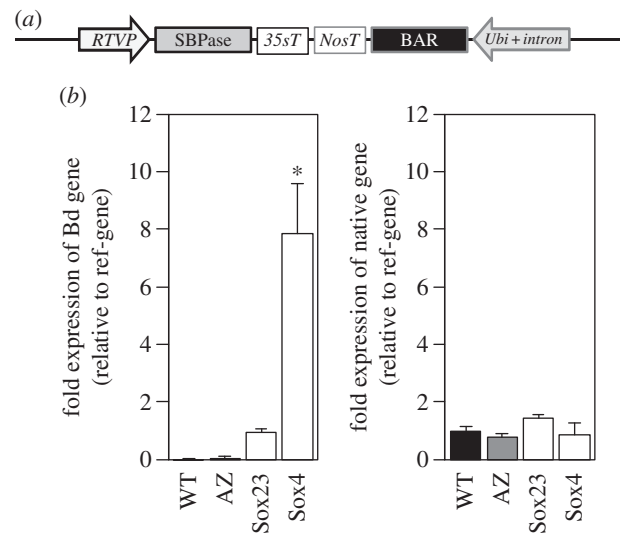 (a)
RTVP SBPase 35sT NosT BAR Ubi + intron
(b)
fold expression of Bd gene
(relative to ref-gene)
12
10
8
6
4
2
0
*
WT AZ Sox23 Sox4
fold expression of native gene
(relative to ref-gene)
12
10
8
6
4
2
0
WT AZ Sox23 Sox4